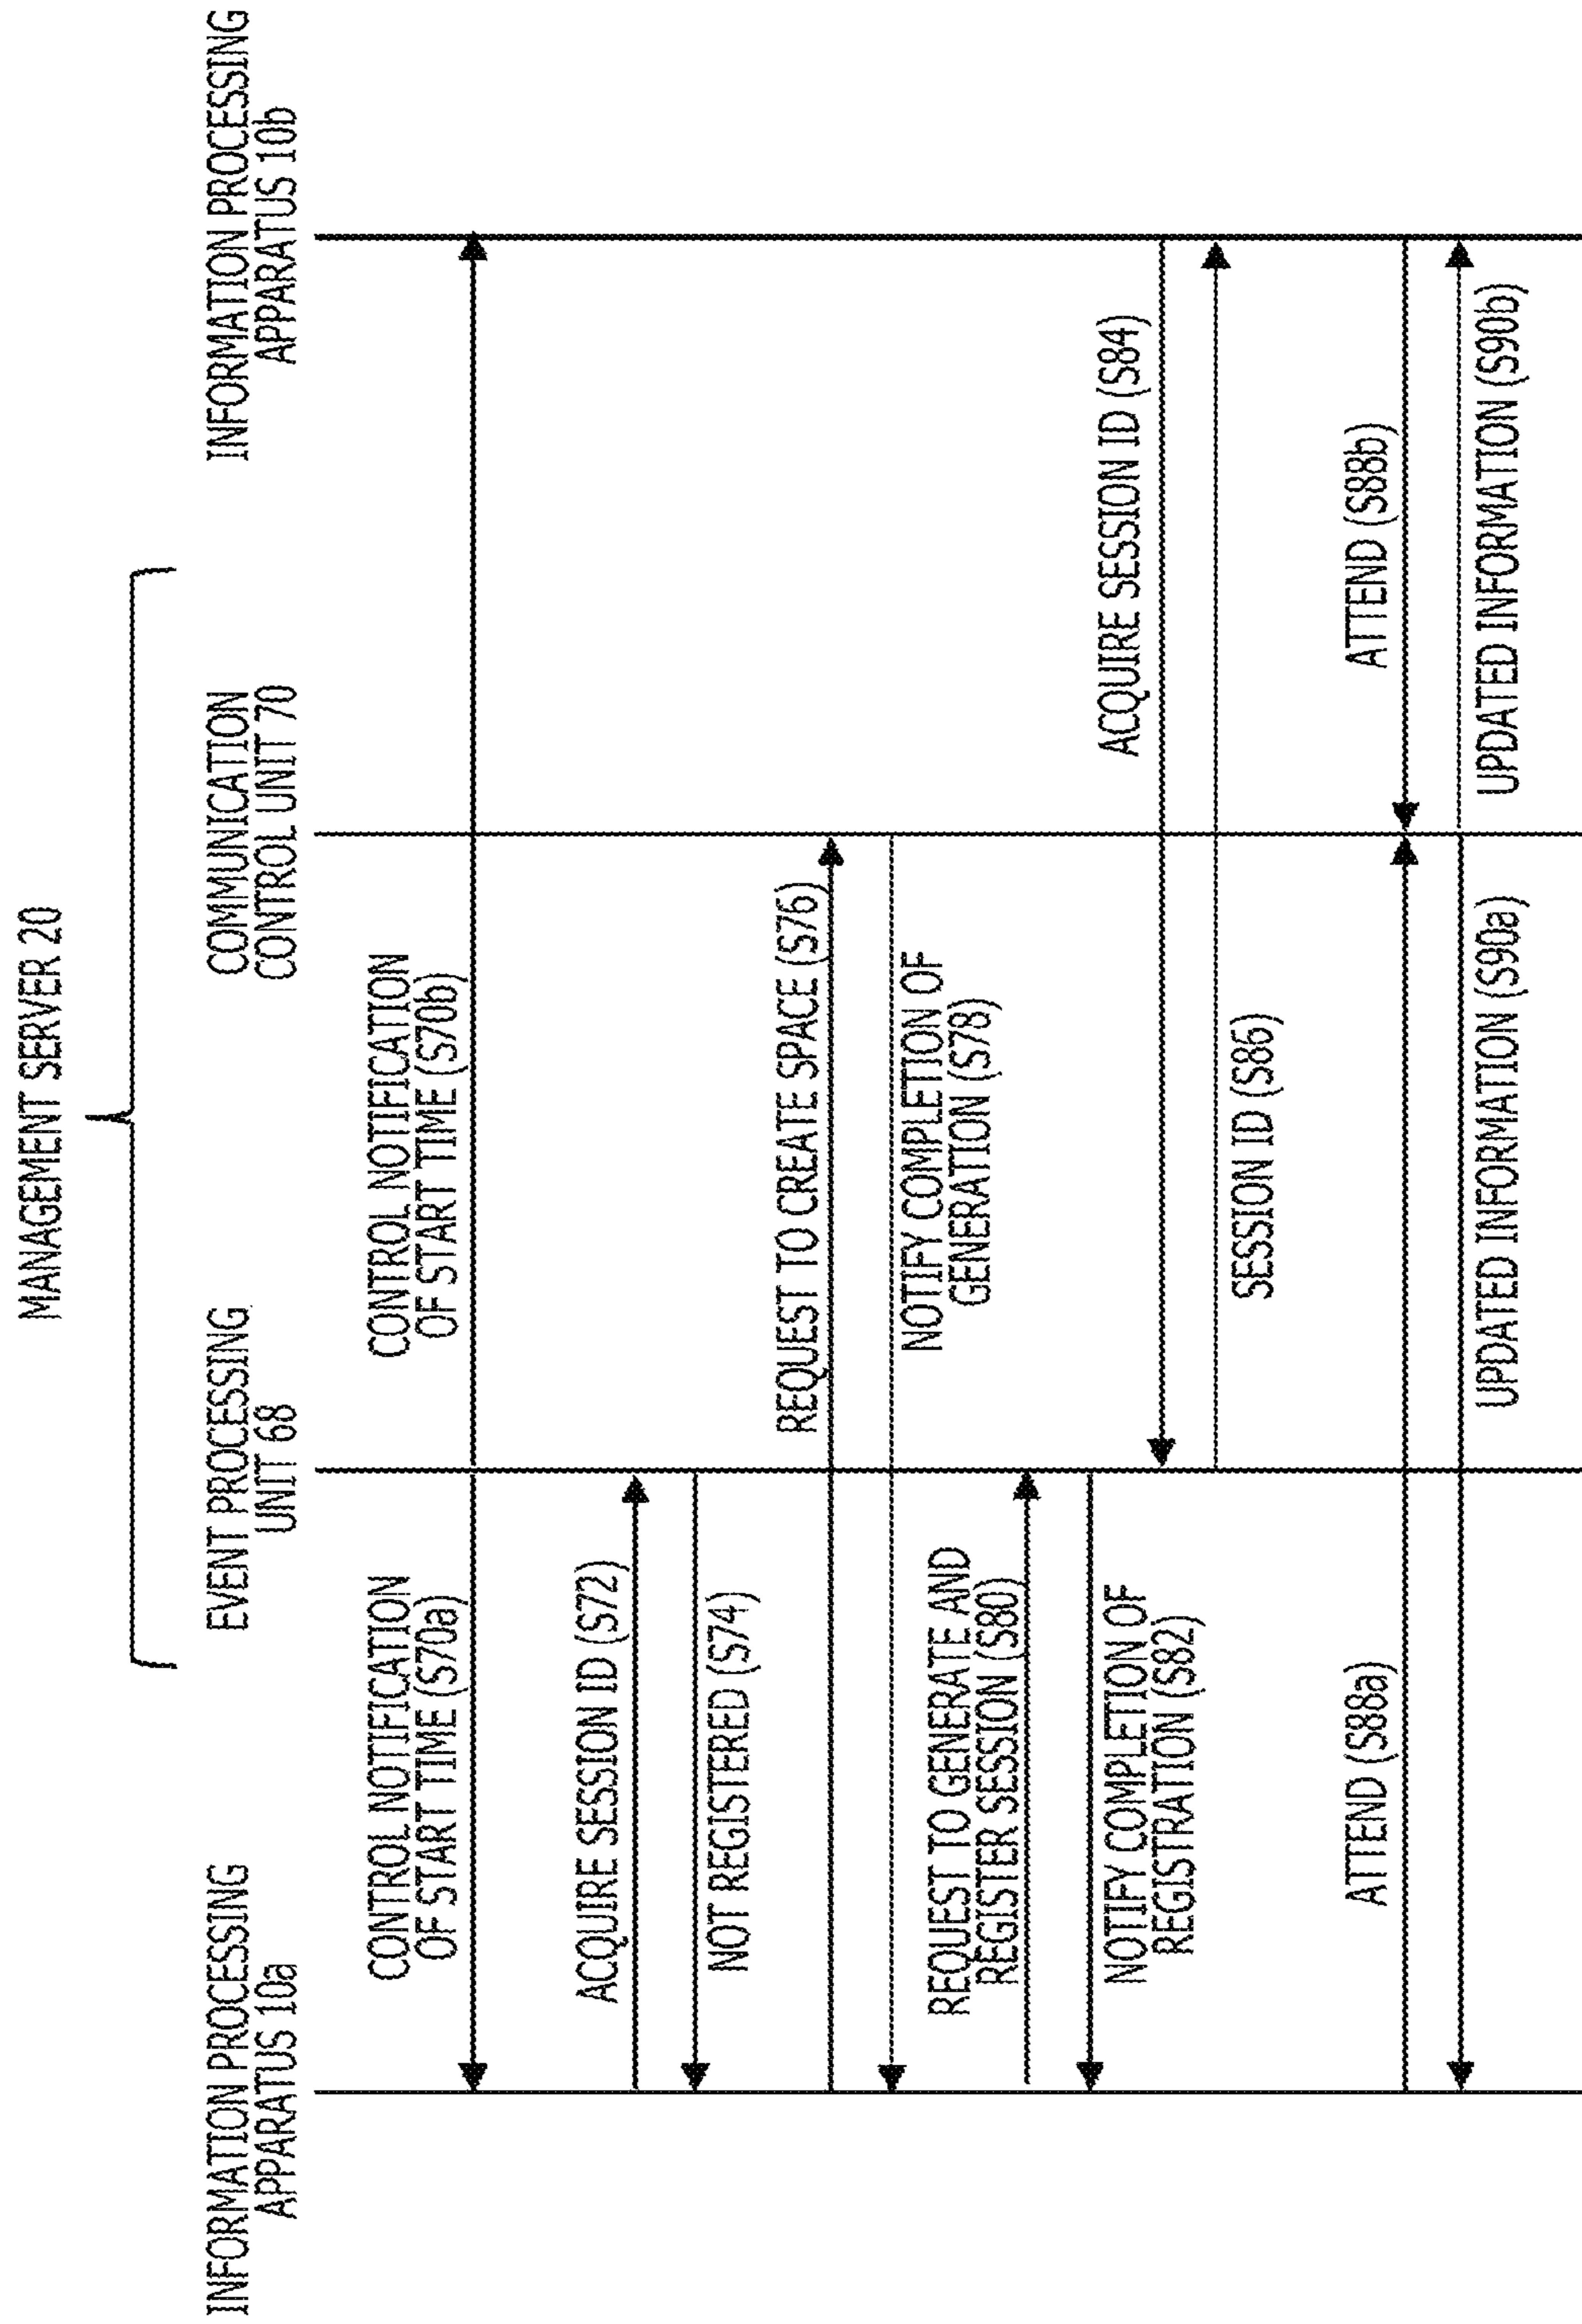 MANAGEMENT SERVER 20
INFORMATION PROCESSING
APPARATUS 10a
EVENT PROCESSING
UNIT 68
COMMUNICATION
CONTROL UNIT 70
INFORMATION PROCESSING
APPARATUS 10b
CONTROL NOTIFICATION
OF START TIME (S70a)
CONTROL NOTIFICATION
OF START TIME (S70b)
ACQUIRE SESSION ID (S72)
NOT REGISTERED (S74)
REQUEST TO CREATE SPACE (S76)
NOTIFY COMPLETION OF
GENERATION (S78)
REQUEST TO GENERATE AND
REGISTER SESSION (S80)
NOTIFY COMPLETION OF
REGISTRATION (S82)
ACQUIRE SESSION ID (S84)
SESSION ID (S86)
ATTEND (S88a)
ATTEND (S88b)
UPDATED INFORMATION (S90a)
UPDATED INFORMATION (S90b)